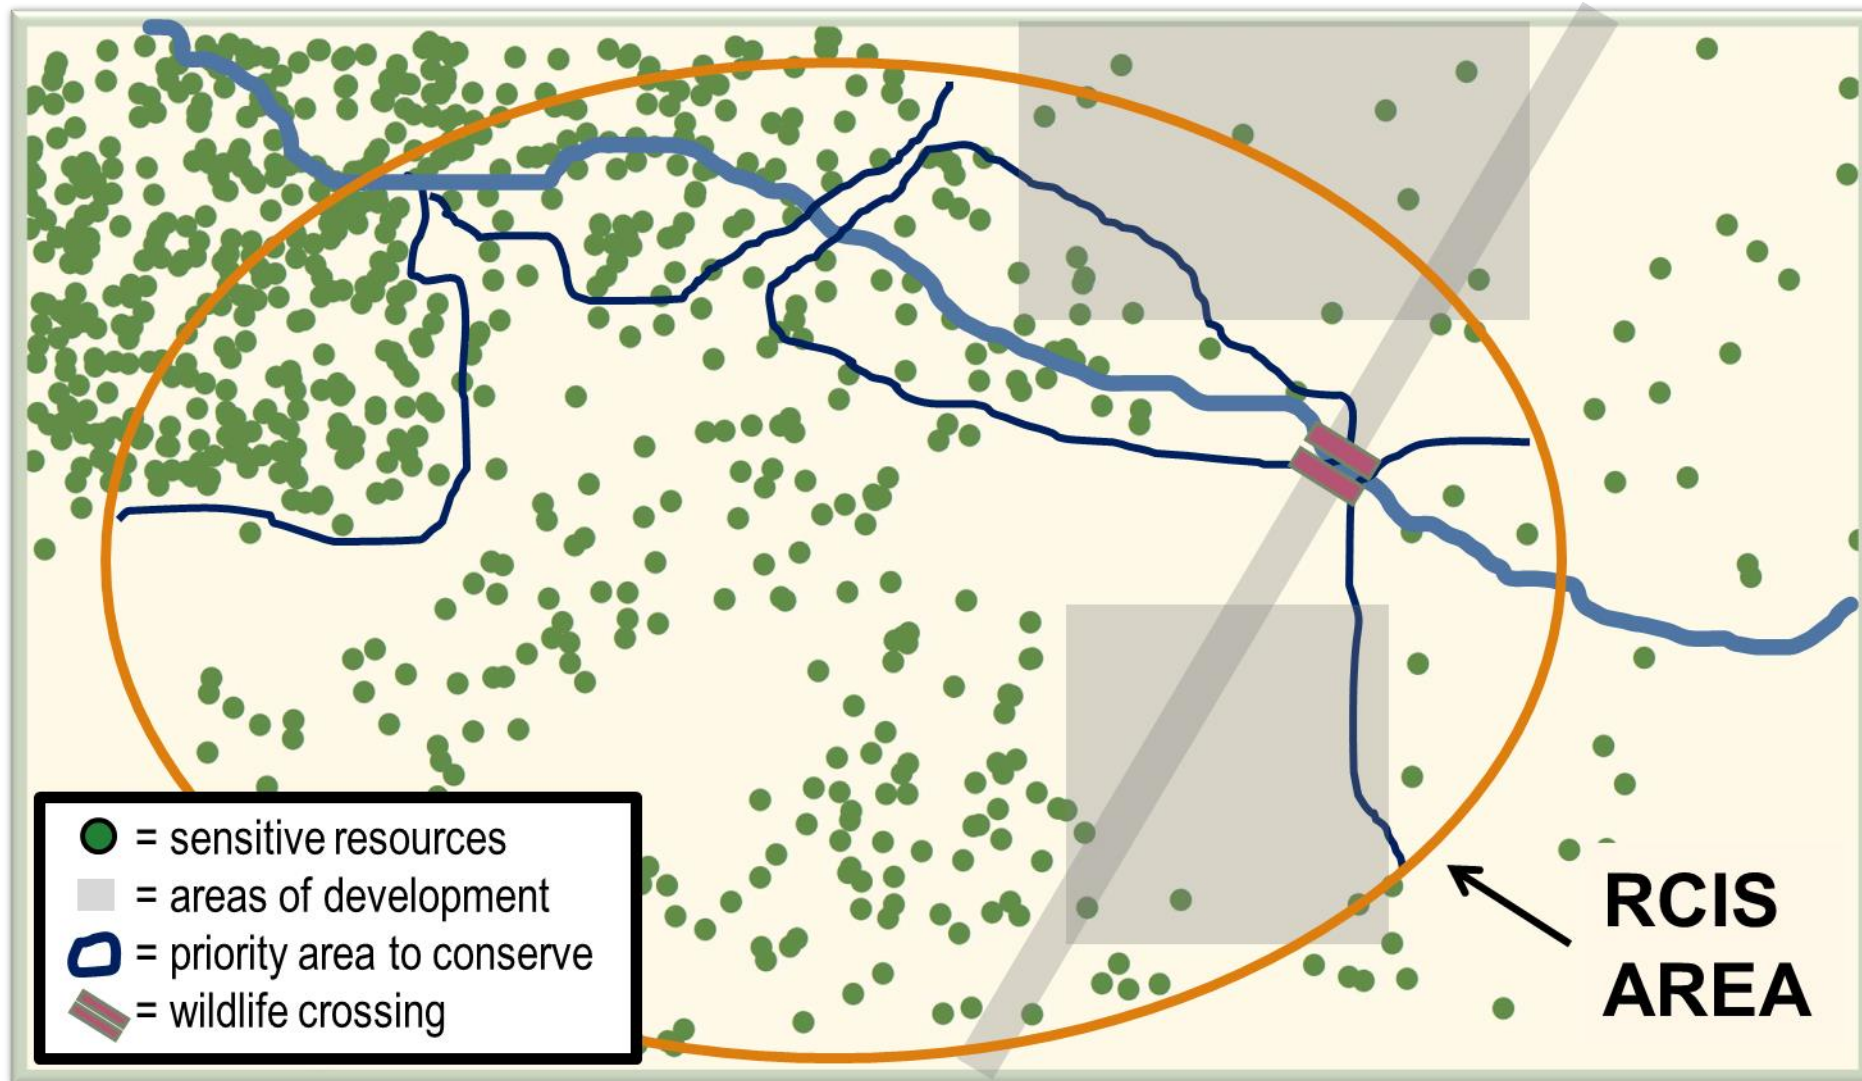 = sensitive resources
= areas of development
= priority area to conserve
= wildlife crossing
RCIS
AREA